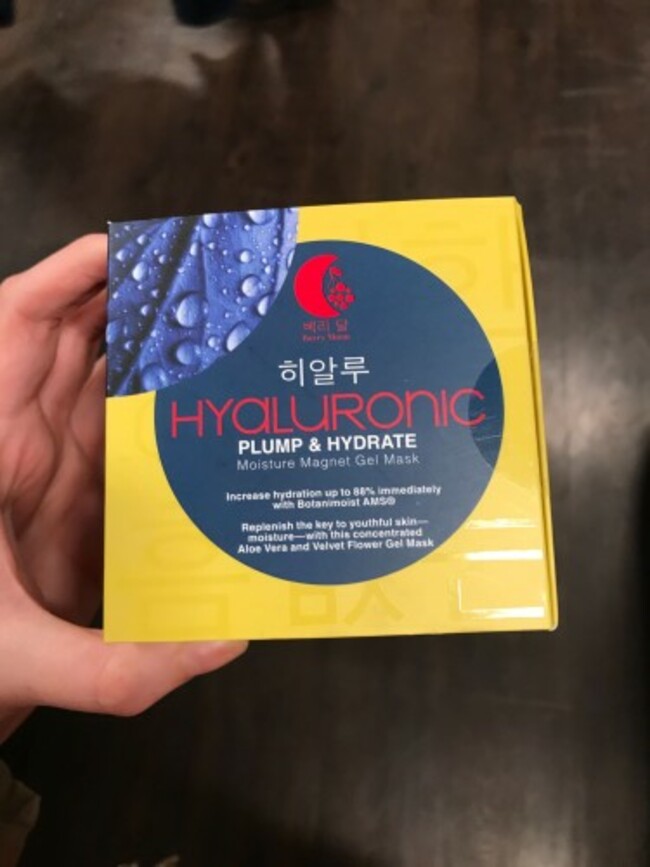 베리 달
Berry Moon
히알루
HYaLURONIC
PLUMP & HYDRATE
Moisture Magnet Gel Mask
Increase hydration up to 88% immediately
with Botanimoist AMS®
Replenish the key to youthful skin—
moisture—with this concentrated
Aloe Vera and Velvet Flower Gel Mask